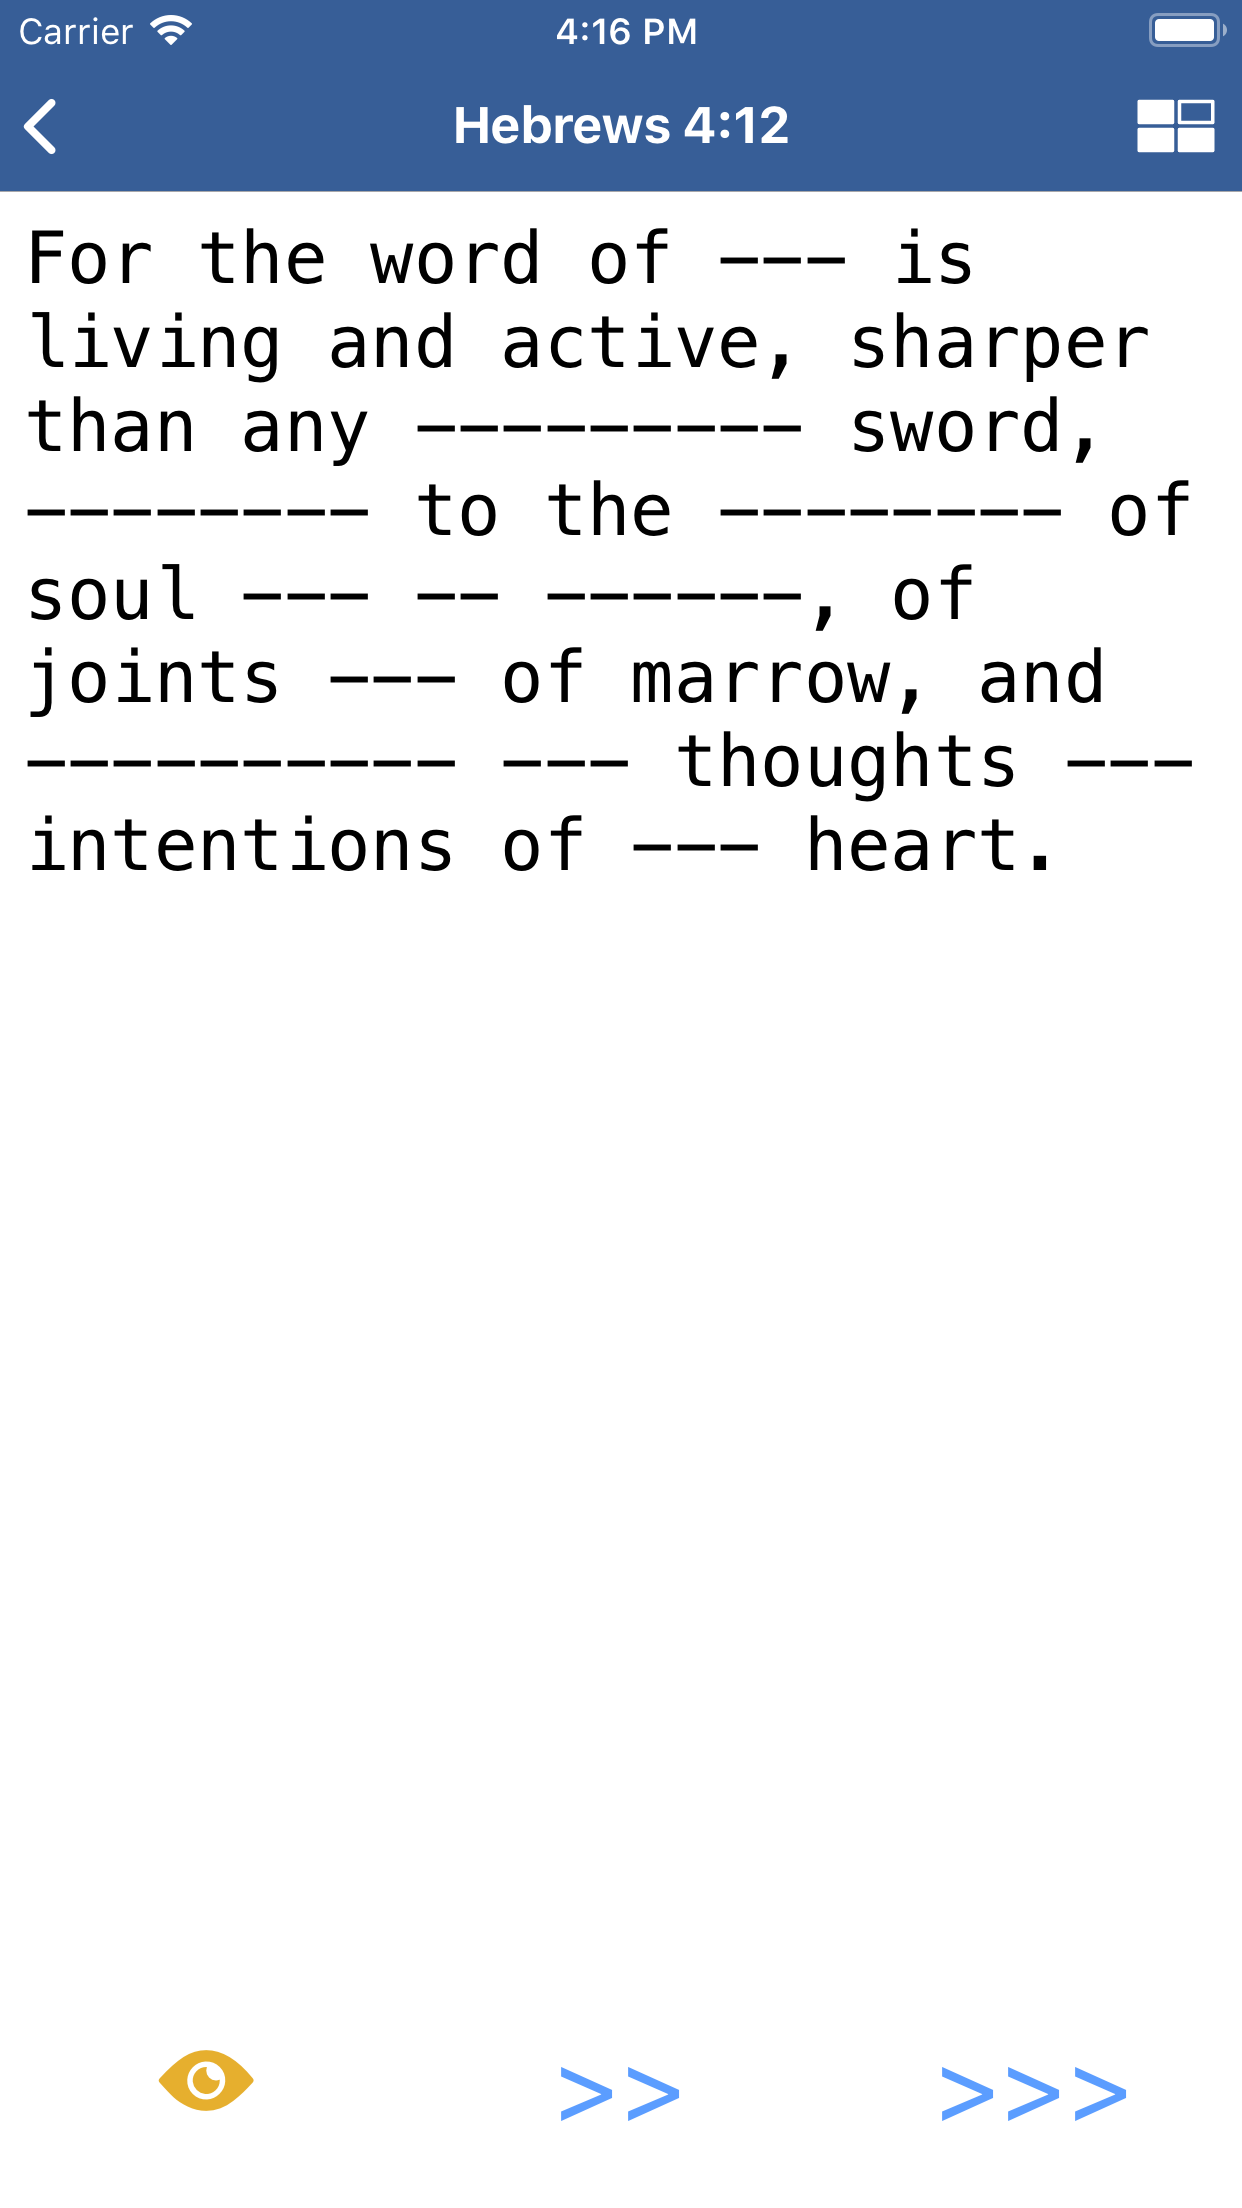 Carrier 4:16 PM
Hebrews 4:12
For the word of --- is
living and active, sharper
than any --------- sword,
-------- to the -------- of
soul --- -- ------, of
joints --- of marrow, and
---------- --- thoughts ---
intentions of --- heart.
>> >>>